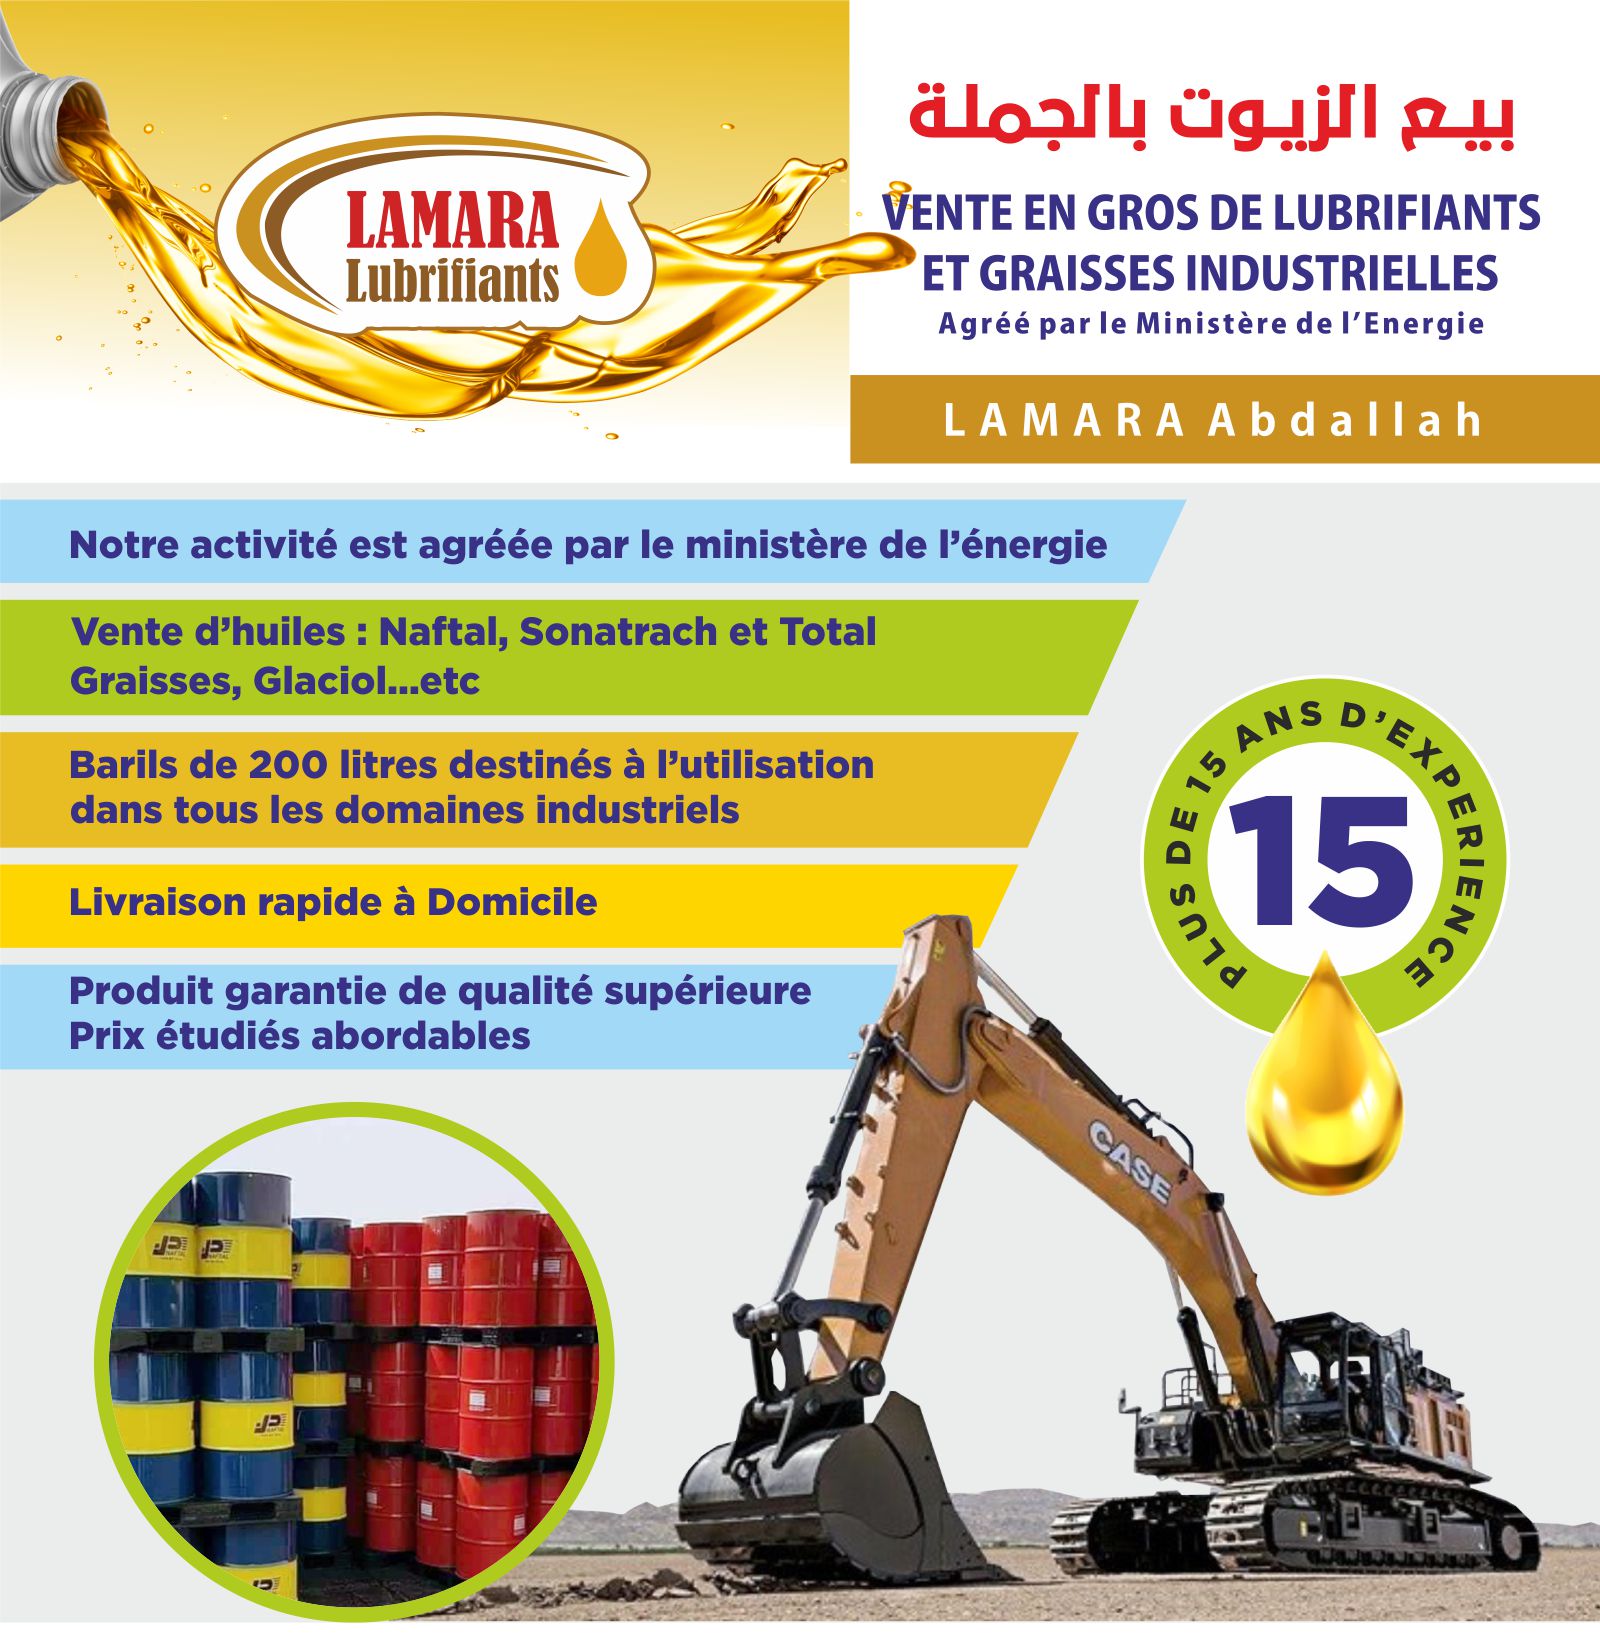 LAMARA
Lubrifiants
بيع الزيوت بالجملة
VENTE EN GROS DE LUBRIFIANTS
ET GRAISSES INDUSTRIELLES
Agréé par le Ministère de l'Energie
LAMARA Abdallah
Notre activité est agréée par le ministère de l'énergie
Vente d'huiles : Naftal, Sonatrach et Total
Graisses, Glaciol...etc
Barils de 200 litres destinés à l'utilisation
dans tous les domaines industriels
Livraison rapide à Domicile
Produit garantie de qualité supérieure
Prix étudiés abordables
PLUS DE 15 ANS D'EXPERIENCE
15
CASE
NAFTAL
NAFTAL
NAFTAL